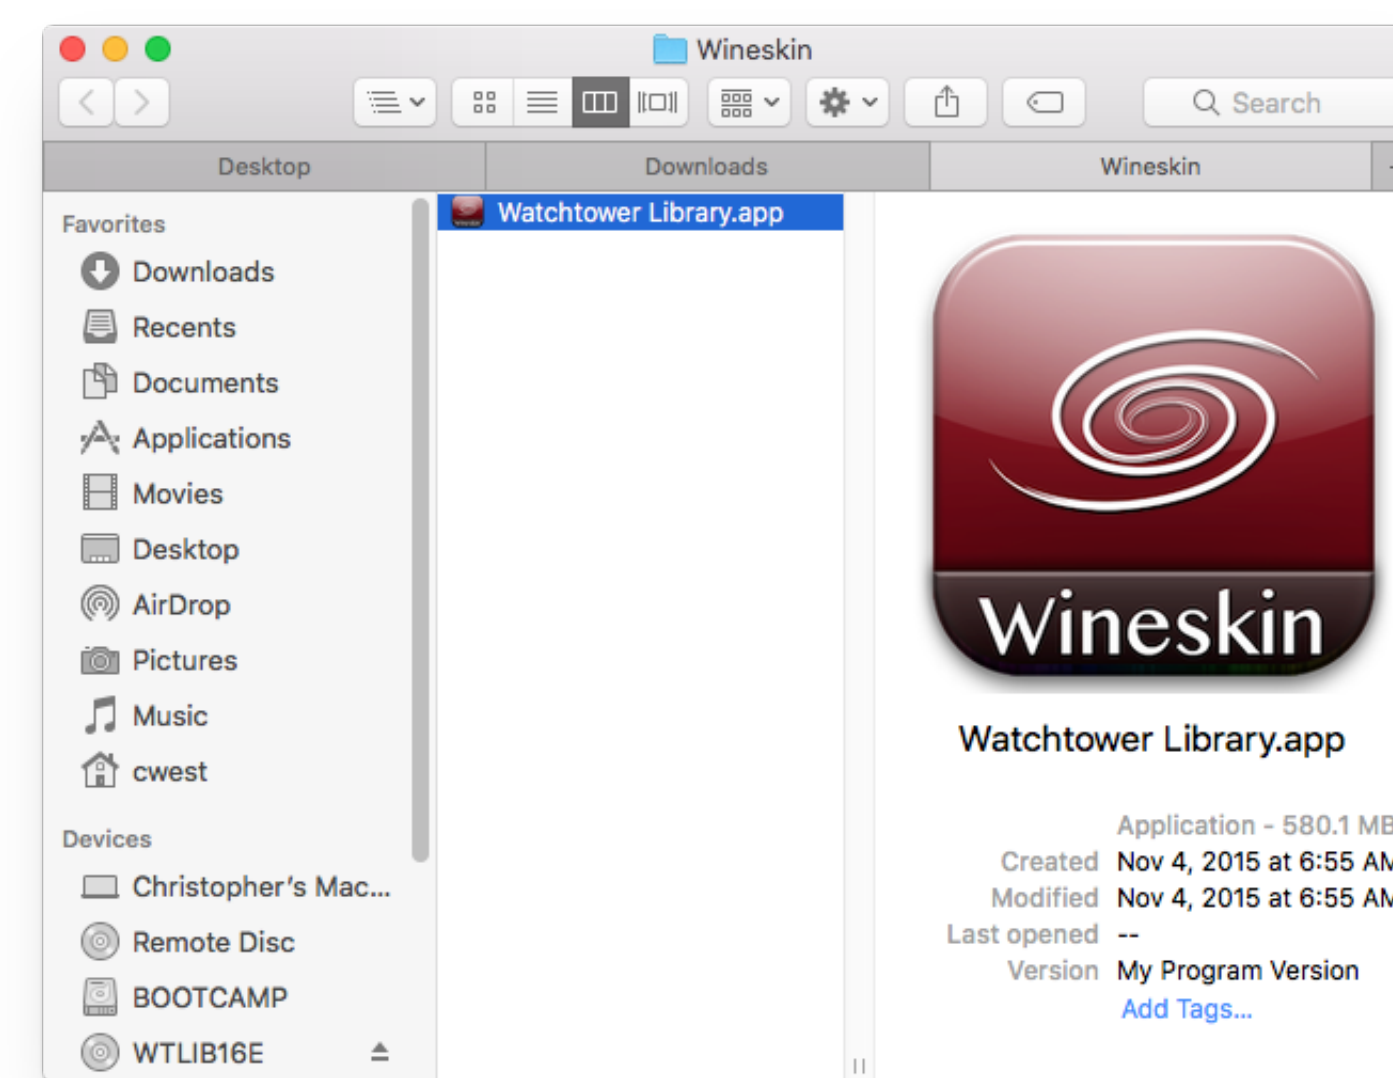 Wineskin
Search
Desktop
Downloads
Wineskin
Favorites
Downloads
Recents
Documents
Applications
Movies
Desktop
AirDrop
Pictures
Music
cwest
Devices
Christopher's Mac...
Remote Disc
BOOTCAMP
WTLIB16E
Watchtower Library.app
Wineskin
Watchtower Library.app
Application - 580.1 MB
Created Nov 4, 2015 at 6:55 AM
Modified Nov 4, 2015 at 6:55 AM
Last opened --
Version My Program Version
Add Tags...